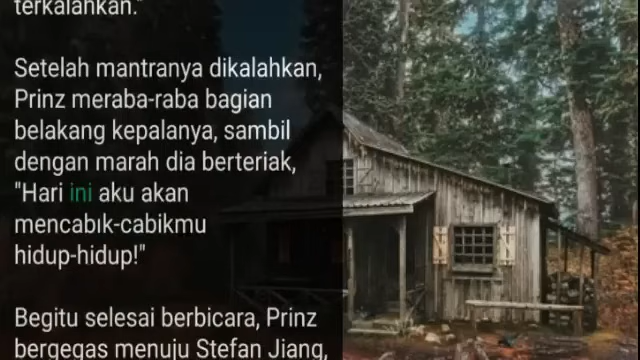 terkalahkan."
Setelah mantranya dikalahkan,
Prinz meraba-raba bagian
belakang kepalanya, sambil
dengan marah dia berteriak,
"Hari ini aku akan
mencabık-cabikmu
hidup-hidup!"
Begitu selesai berbicara, Prinz
bergegas menuju Stefan Jiang,